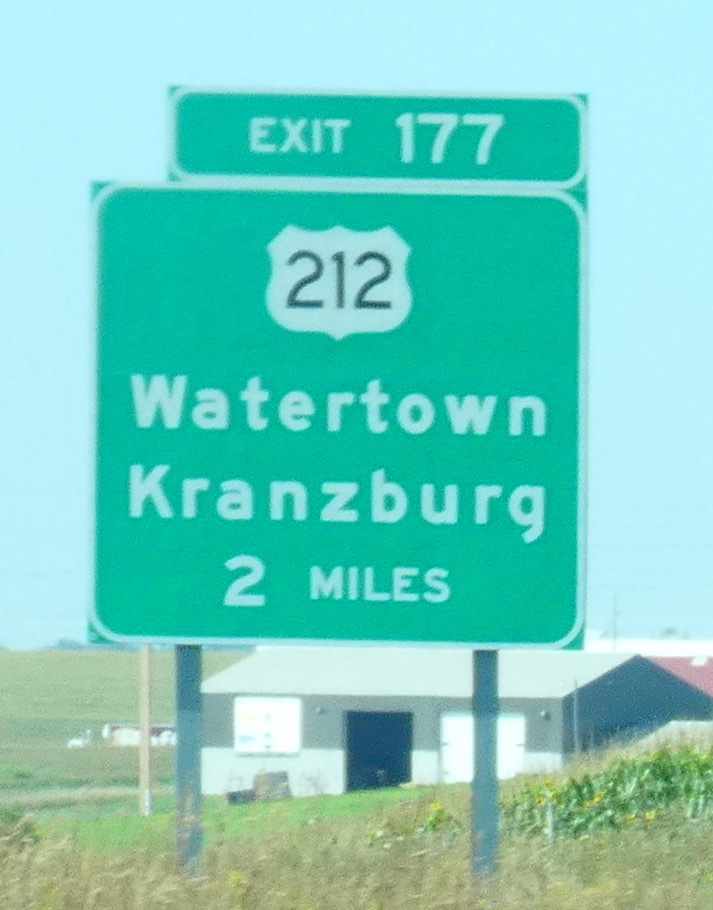 EXIT 177
212
Watertown
Kranzburg
2 MILES